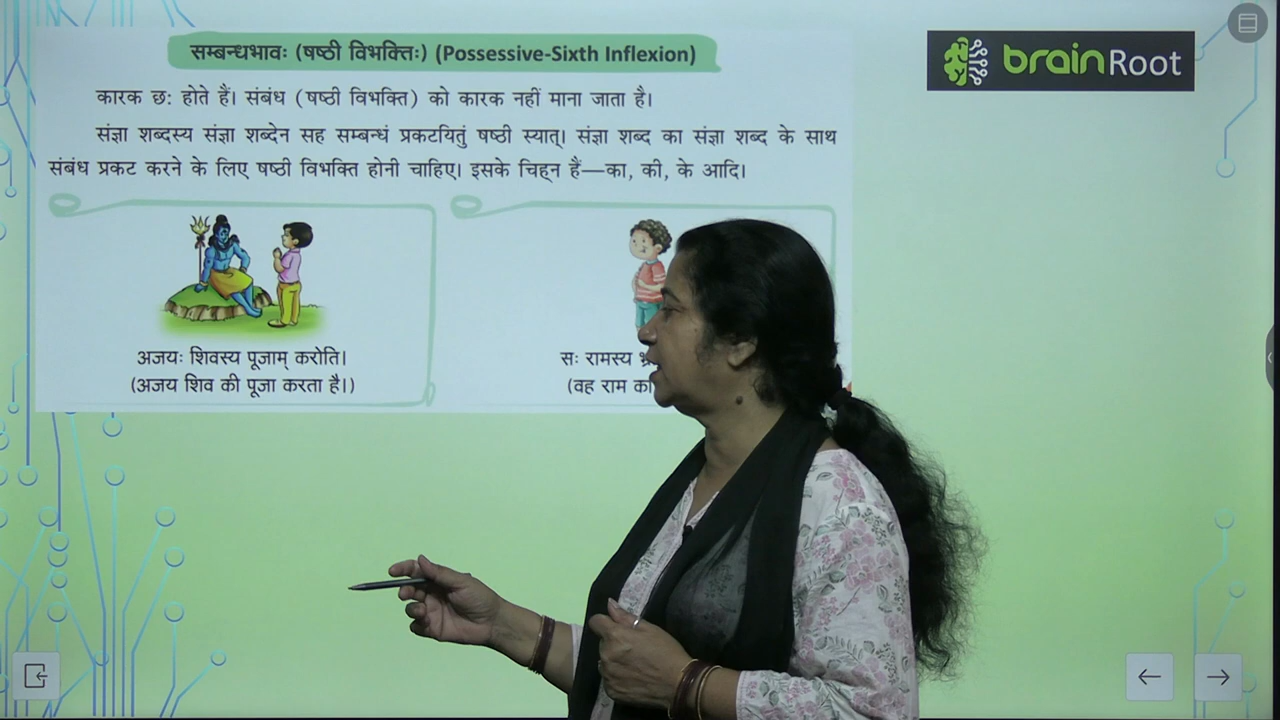 सम्बन्धभावः (षष्ठी विभक्तिः) (Possessive-Sixth Inflexion)
brainRoot
कारक छः होते हैं। संबंध (षष्ठी विभक्ति) को कारक नहीं माना जाता है।
संज्ञा शब्दस्य संज्ञा शब्देन सह सम्बन्धं प्रकटयितुं षष्ठी स्यात्। संज्ञा शब्द का संज्ञा शब्द के साथ
संबंध प्रकट करने के लिए षष्ठी विभक्ति होनी चाहिए। इसके चिह्न हैं—का, की, के आदि।
अजयः शिवस्य पूजाम् करोति।
(अजय शिव की पूजा करता है।)
सः रामस्य
(वह राम का